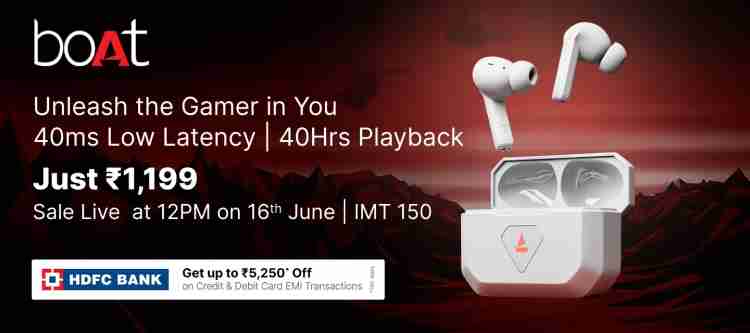 boAt
Unleash the Gamer in You
40ms Low Latency | 40Hrs Playback
Just ₹1,199
Sale Live at 12PM on 16th June | IMT 150
HDFC BANK
Get up to ₹5,250* Off
on Credit & Debit Card EMI Transactions